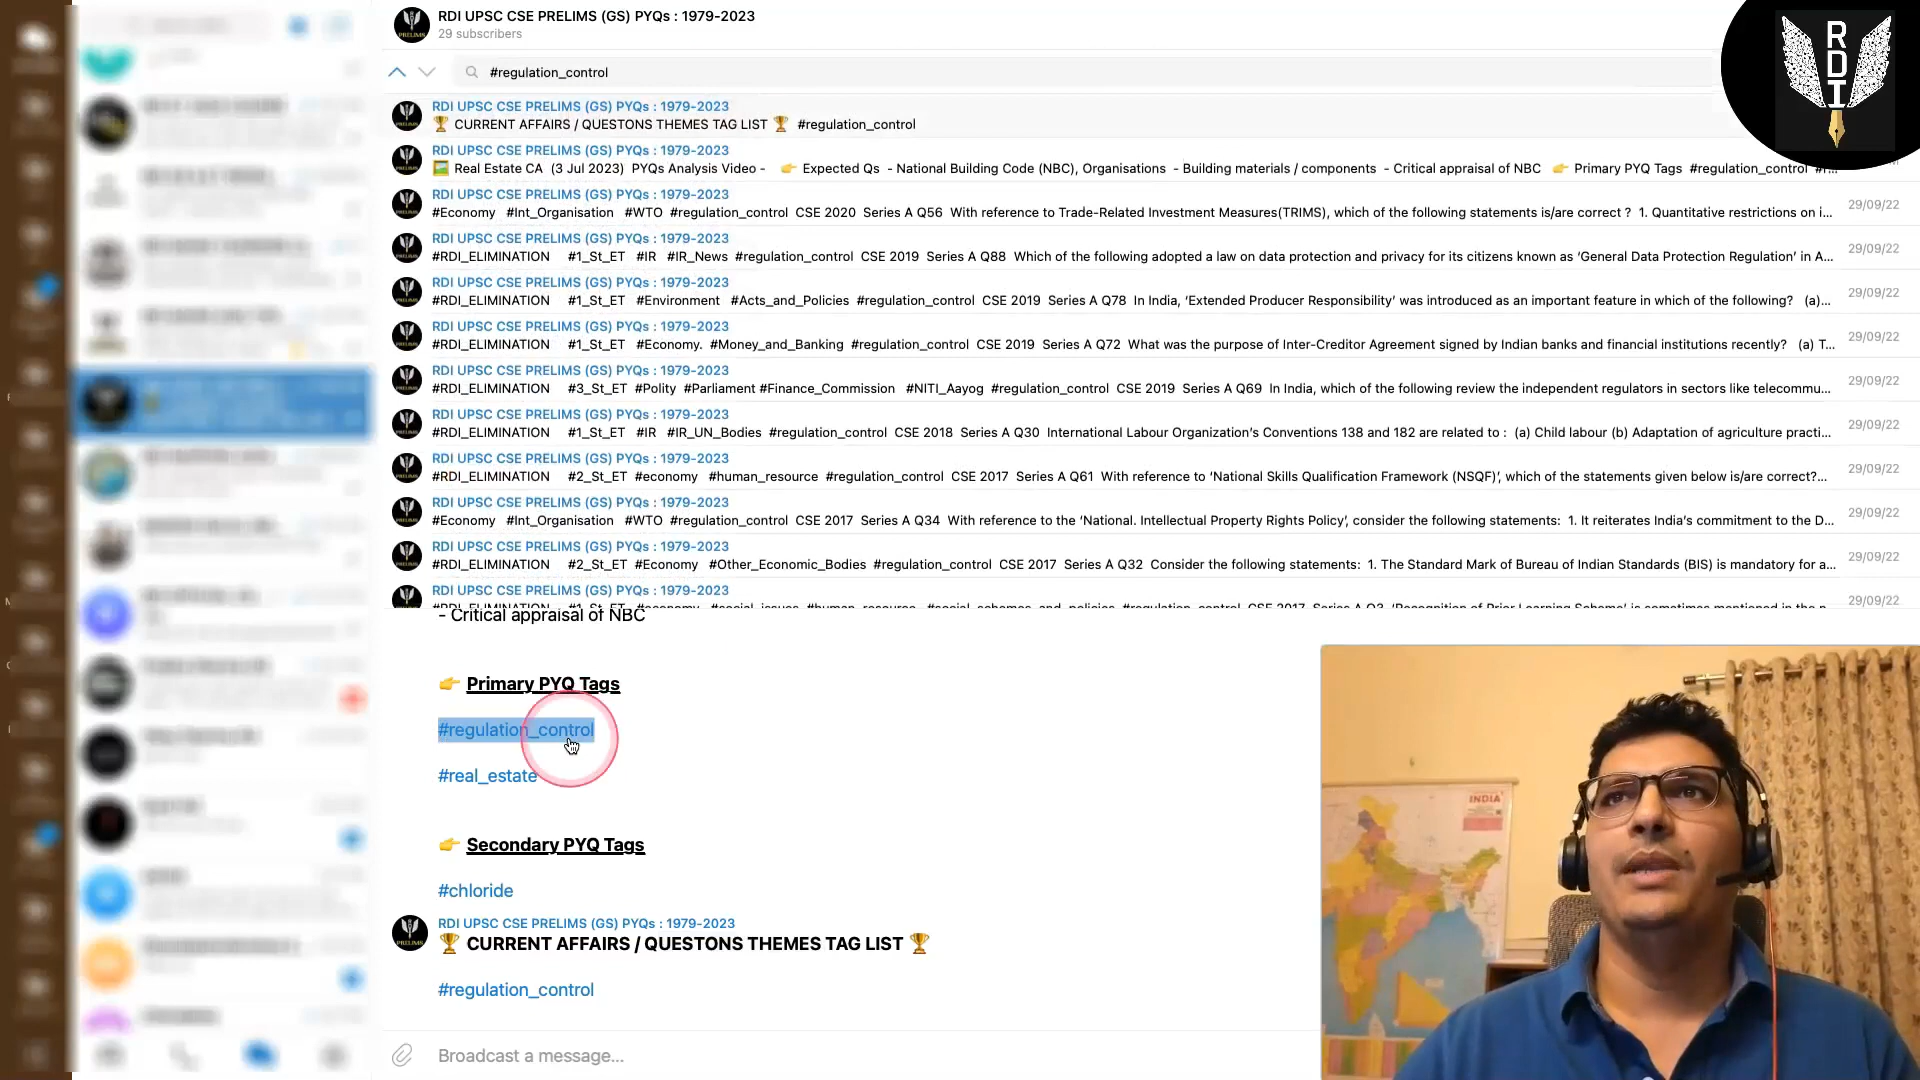 RDI UPSC CSE PRELIMS (GS) PYQs : 1979-2023
29 subscribers
RDI
#regulation_control
RDI UPSC CSE PRELIMS (GS) PYQs : 1979-2023
🏆 CURRENT AFFAIRS / QUESTONS THEMES TAG LIST 🏆 #regulation_control
RDI UPSC CSE PRELIMS (GS) PYQs : 1979-2023
🖼️ Real Estate CA (3 Jul 2023) PYQs Analysis Video - 👉 Expected Qs - National Building Code (NBC), Organisations - Building materials / components - Critical appraisal of NBC 👉 Primary PYQ Tags #regulation_control
RDI UPSC CSE PRELIMS (GS) PYQs : 1979-2023
#Economy #Int_Organisation #WTO #regulation_control CSE 2020 Series A Q56 With reference to Trade-Related Investment Measures(TRIMS), which of the following statements is/are correct ? 1. Quantitative restrictions on i... 29/09/22
RDI UPSC CSE PRELIMS (GS) PYQs : 1979-2023
#RDI_ELIMINATION #1_St_ET #IR #IR_News #regulation_control CSE 2019 Series A Q88 Which of the following adopted a law on data protection and privacy for its citizens known as ‘General Data Protection Regulation’ in A... 29/09/22
RDI UPSC CSE PRELIMS (GS) PYQs : 1979-2023
#RDI_ELIMINATION #1_St_ET #Environment #Acts_and_Policies #regulation_control CSE 2019 Series A Q78 In India, ‘Extended Producer Responsibility’ was introduced as an important feature in which of the following? (a)... 29/09/22
RDI UPSC CSE PRELIMS (GS) PYQs : 1979-2023
#RDI_ELIMINATION #1_St_ET #Economy. #Money_and_Banking #regulation_control CSE 2019 Series A Q72 What was the purpose of Inter-Creditor Agreement signed by Indian banks and financial institutions recently? (a) T... 29/09/22
RDI UPSC CSE PRELIMS (GS) PYQs : 1979-2023
#RDI_ELIMINATION #3_St_ET #Polity #Parliament #Finance_Commission #NITI_Aayog #regulation_control CSE 2019 Series A Q69 In India, which of the following review the independent regulators in sectors like telecommu... 29/09/22
RDI UPSC CSE PRELIMS (GS) PYQs : 1979-2023
#RDI_ELIMINATION #1_St_ET #IR #IR_UN_Bodies #regulation_control CSE 2018 Series A Q30 International Labour Organization’s Conventions 138 and 182 are related to : (a) Child labour (b) Adaptation of agriculture practi... 29/09/22
RDI UPSC CSE PRELIMS (GS) PYQs : 1979-2023
#RDI_ELIMINATION #2_St_ET #economy #human_resource #regulation_control CSE 2017 Series A Q61 With reference to ‘National Skills Qualification Framework (NSQF)’, which of the statements given below is/are correct?... 29/09/22
RDI UPSC CSE PRELIMS (GS) PYQs : 1979-2023
#Economy #Int_Organisation #WTO #regulation_control CSE 2017 Series A Q34 With reference to the ‘National. Intellectual Property Rights Policy’, consider the following statements: 1. It reiterates India’s commitment to the D... 29/09/22
RDI UPSC CSE PRELIMS (GS) PYQs : 1979-2023
#RDI_ELIMINATION #2_St_ET #Economy #Other_Economic_Bodies #regulation_control CSE 2017 Series A Q32 Consider the following statements: 1. The Standard Mark of Bureau of Indian Standards (BIS) is mandatory for a... 29/09/22
RDI UPSC CSE PRELIMS (GS) PYQs : 1979-2023
29/09/22
- Critical appraisal of NBC
👉 Primary PYQ Tags
#regulation_control
#real_estate
👉 Secondary PYQ Tags
#chloride
RDI UPSC CSE PRELIMS (GS) PYQs : 1979-2023
🏆 CURRENT AFFAIRS / QUESTONS THEMES TAG LIST 🏆
#regulation_control
Broadcast a message...
INDIA